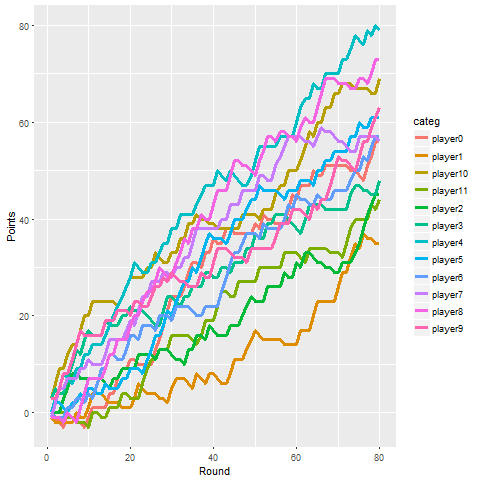 80
60
40
20
0
Points
0
20
40
60
80
Round
categ
player0
player1
player10
player11
player2
player3
player4
player5
player6
player7
player8
player9